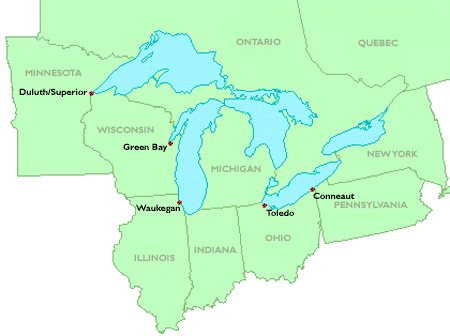 ONTARIO
QUEBEC
MINNESOTA
Duluth/Superior
WISCONSIN
Green Bay
NEW YORK
MICHIGAN
Conneaut
Waukegan
Toledo
PENNSYLVANIA
OHIO
INDIANA
ILLINOIS